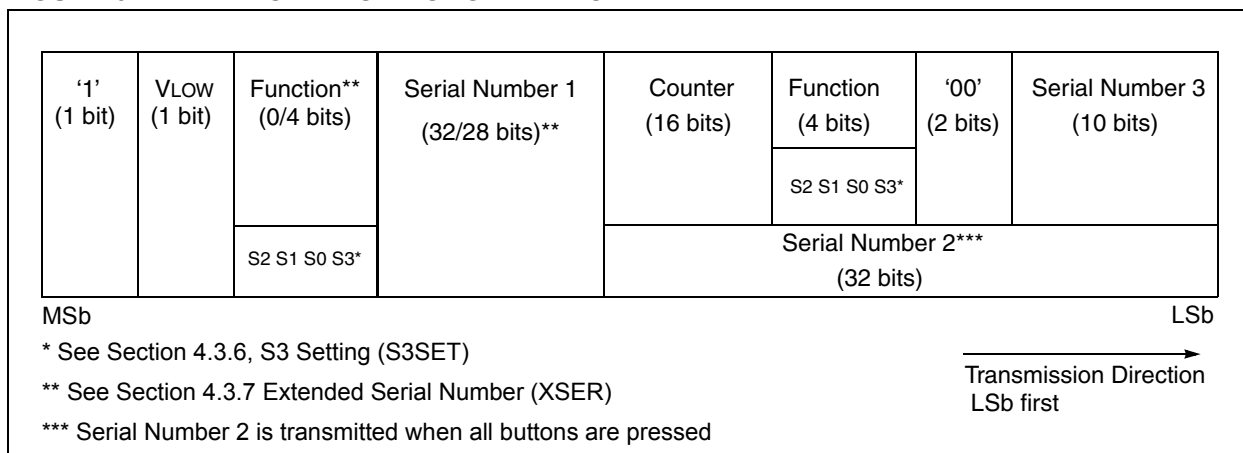 ‘1’
(1 bit)
VLOW
(1 bit)
Function**
(0/4 bits)
S2 S1 S0 S3*
Serial Number 1
(32/28 bits)**
Counter
(16 bits)
Function
(4 bits)
S2 S1 S0 S3*
‘00’
(2 bits)
Serial Number 3
(10 bits)
Serial Number 2***
(32 bits)
MSb
LSb
* See Section 4.3.6, S3 Setting (S3SET)
** See Section 4.3.7 Extended Serial Number (XSER)
*** Serial Number 2 is transmitted when all buttons are pressed
Transmission Direction
LSb first